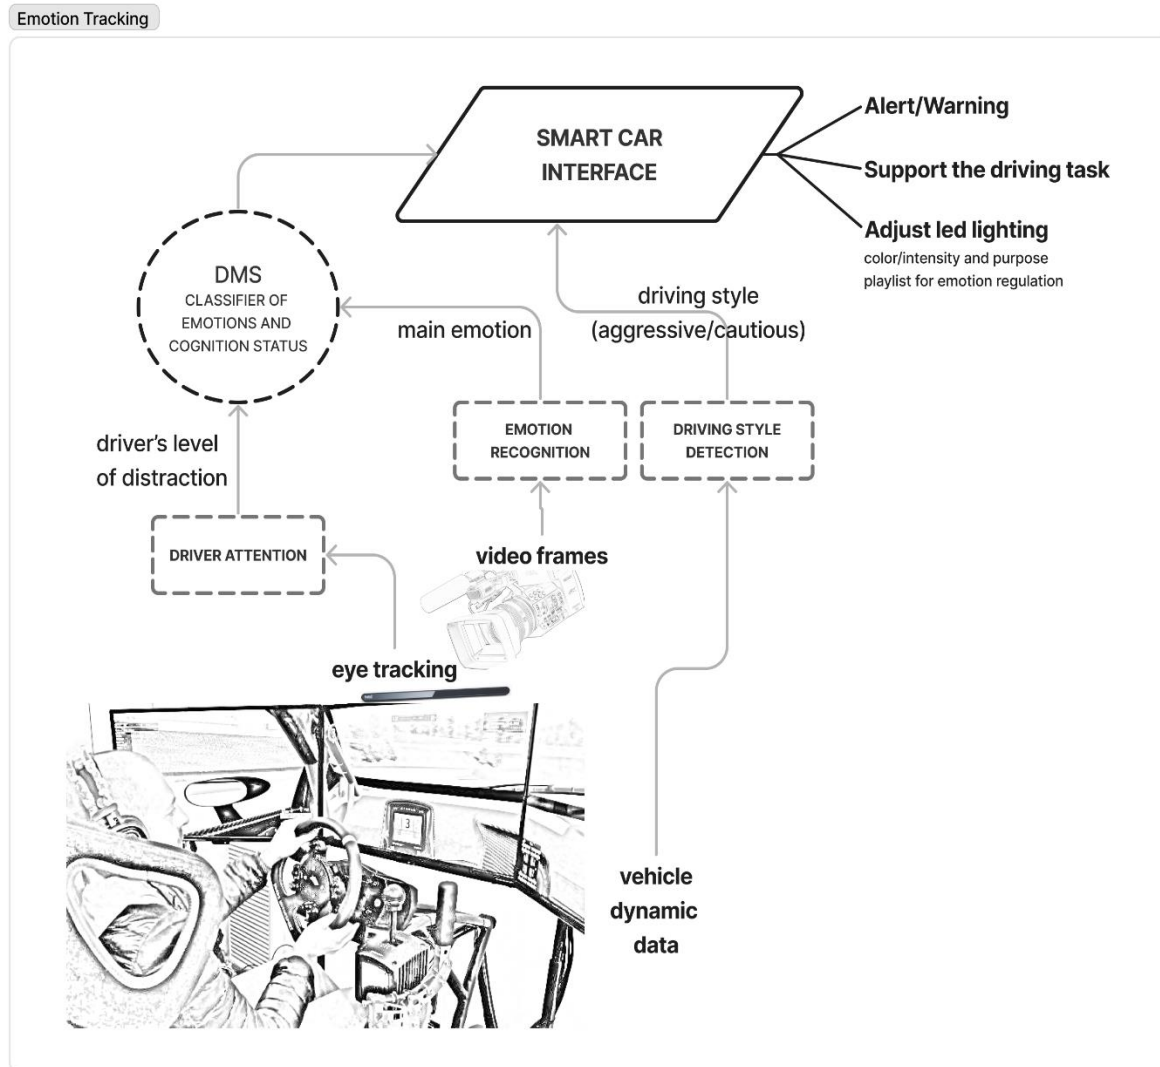 Emotion Tracking
SMART CAR
INTERFACE
Alert/Warning
Support the driving task
Adjust led lighting
color/intensity and purpose
playlist for emotion regulation
DMS
CLASSIFIER OF
EMOTIONS AND
COGNITION STATUS
main emotion
driving style
(aggressive/cautious)
driver's level
of distraction
EMOTION
RECOGNITION
DRIVING STYLE
DETECTION
DRIVER ATTENTION
video frames
eye tracking
3
vehicle
dynamic
data